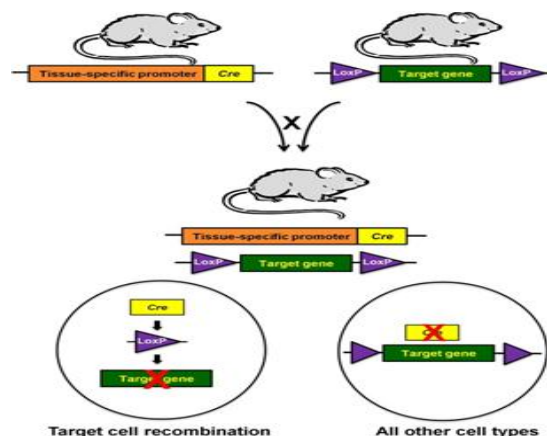 Tissue-specific promoter Cre LoxP Target gene LoxP
X
Tissue-specific promoter Cre
LoxP Target gene LoxP
Cre
LoxP
Target gene
Target gene
Target cell recombination All other cell types